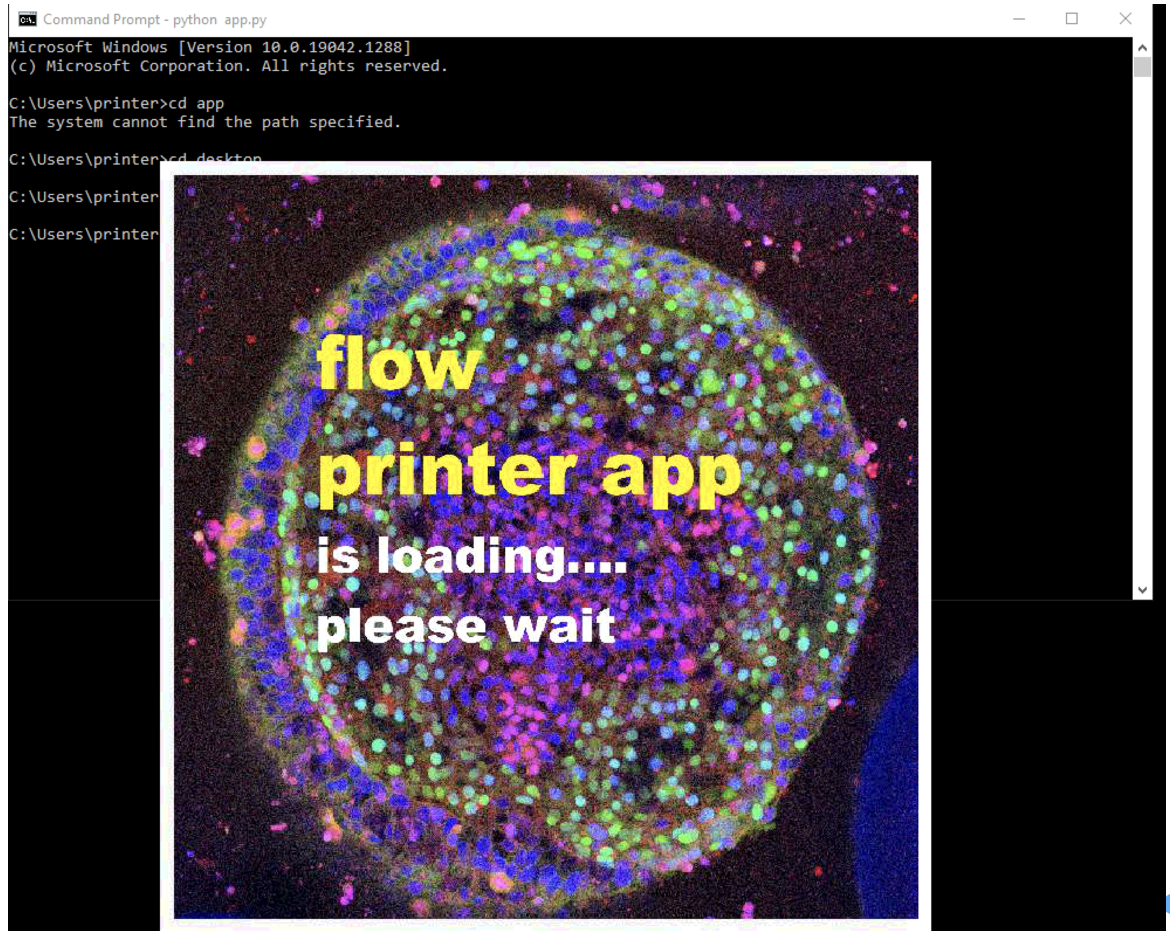 Command Prompt - python app.py
Microsoft Windows [Version 10.0.19042.1288]
(c) Microsoft Corporation. All rights reserved.
C:\Users\printer>cd app
The system cannot find the path specified.
C:\Users\printer>cd desktop
C:\Users\printer
C:\Users\printer
flow
printer app
is loading....
please wait